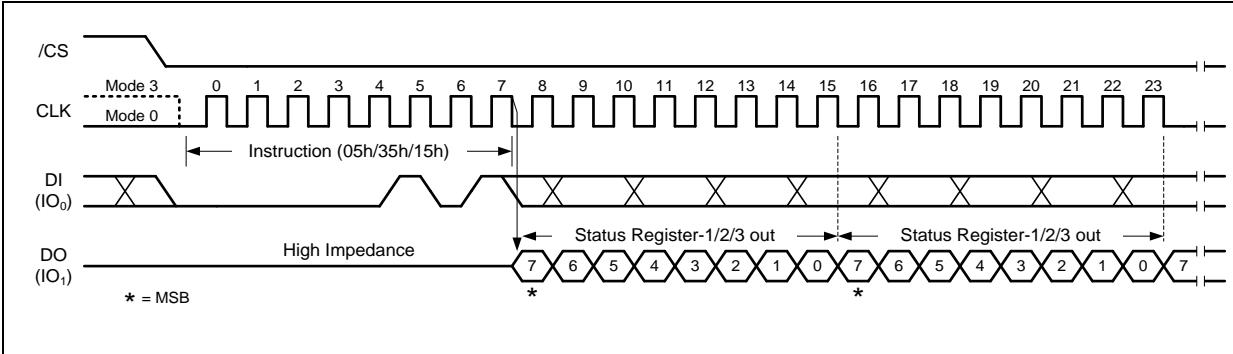 /CS
Mode 3 0 1 2 3 4 5 6 7 8 9 10 11 12 13 14 15 16 17 18 19 20 21 22 23
CLK
Mode 0
Instruction (05h/35h/15h)
DI
(IO₀)
Status Register-1/2/3 out Status Register-1/2/3 out
High Impedance
DO
(IO₁)
7 6 5 4 3 2 1 0 7 6 5 4 3 2 1 0 7
* *
* = MSB